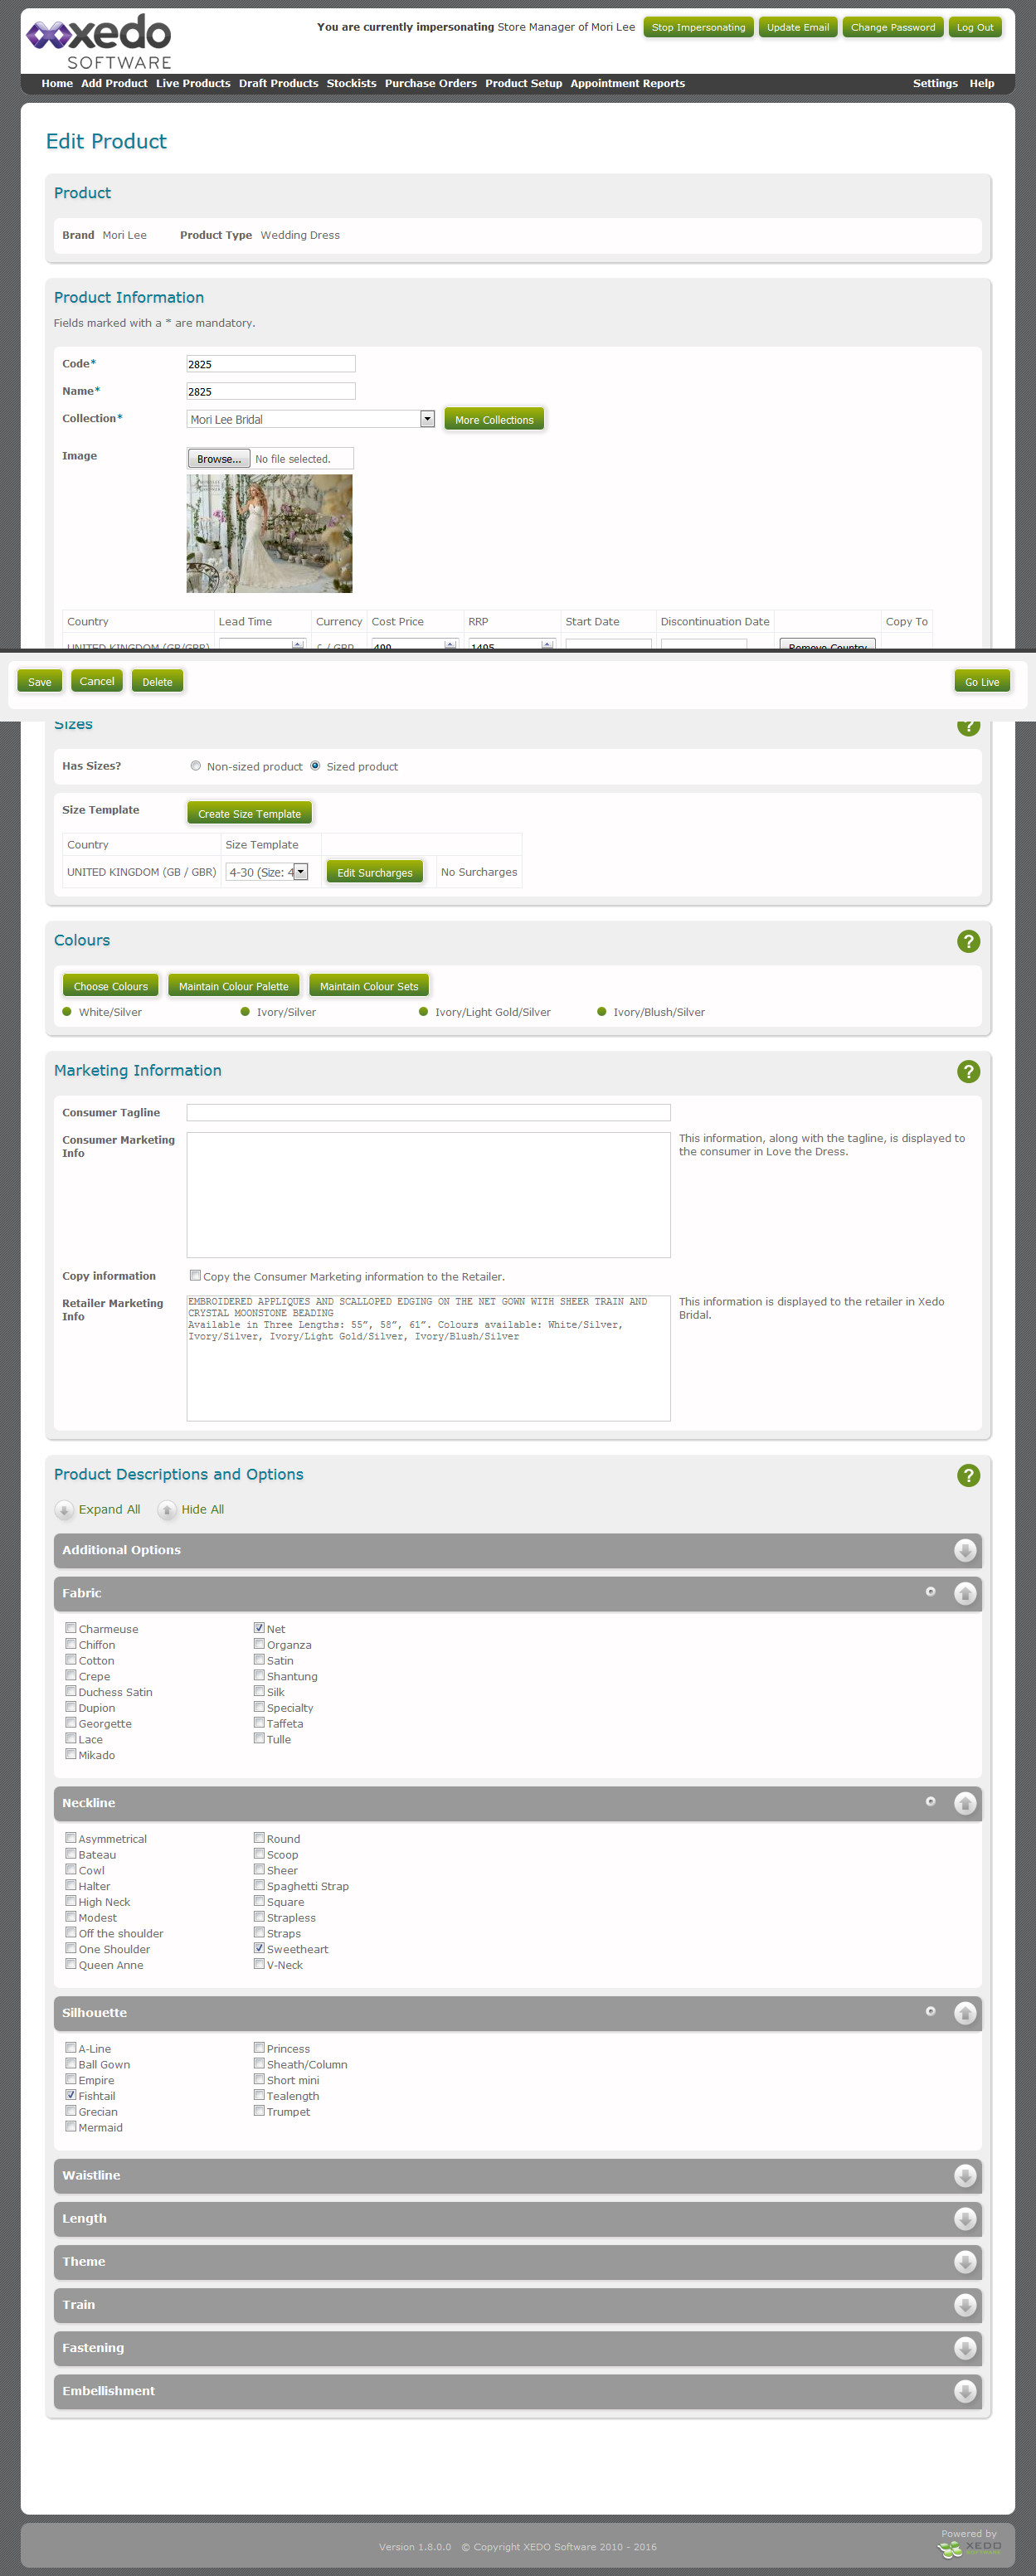 xedo
SOFTWARE
You are currently impersonating Store Manager of Mori Lee Stop Impersonating Update Email Change Password Log Out
Home Add Product Live Products Draft Products Stockists Purchase Orders Product Setup Appointment Reports Settings Help
Edit Product
Product
Brand Mori Lee Product Type Wedding Dress
Product Information
Fields marked with a * are mandatory.
Code* 2825
Name* 2825
Collection* Mori Lee Bridal More Collections
Image Browse... No file selected.
Country Lead Time Currency Cost Price RRP Start Date Discontinuation Date Copy To
UNITED KINGDOM (GB/GBR) £ / GBP 499 1495 Remove Country
Save Cancel Delete Go Live
Sizes ?
Has Sizes? Non-sized product Sized product
Size Template Create Size Template
Country Size Template
UNITED KINGDOM (GB / GBR) 4-30 (Size: 4 Edit Surcharges No Surcharges
Colours ?
Choose Colours Maintain Colour Palette Maintain Colour Sets
White/Silver Ivory/Silver Ivory/Light Gold/Silver Ivory/Blush/Silver
Marketing Information ?
Consumer Tagline
Consumer Marketing Info
This information, along with the tagline, is displayed to
the consumer in Love the Dress.
Copy information Copy the Consumer Marketing information to the Retailer.
Retailer Marketing Info
EMBROIDERED APPLIQUES AND SCALLOPED EDGING ON THE NET GOWN WITH SHEER TRAIN AND
CRYSTAL MOONSTONE BEADING
Available in Three Lengths: 55”, 58”, 61”. Colours available: White/Silver,
Ivory/Silver, Ivory/Light Gold/Silver, Ivory/Blush/Silver
This information is displayed to the retailer in Xedo
Bridal.
Product Descriptions and Options ?
Expand All Hide All
Additional Options
Fabric
Charmeuse Net
Chiffon Organza
Cotton Satin
Crepe Shantung
Duchess Satin Silk
Dupion Specialty
Georgette Taffeta
Lace Tulle
Mikado
Neckline
Asymmetrical Round
Bateau Scoop
Cowl Sheer
Halter Spaghetti Strap
High Neck Square
Modest Strapless
Off the shoulder Straps
One Shoulder Sweetheart
Queen Anne V-Neck
Silhouette
A-Line Princess
Ball Gown Sheath/Column
Empire Short mini
Fishtail Tealength
Grecian Trumpet
Mermaid
Waistline
Length
Theme
Train
Fastening
Embellishment
Version 1.8.0.0 © Copyright XEDO Software 2010 - 2016
Powered by
XEDO
SOFTWARE